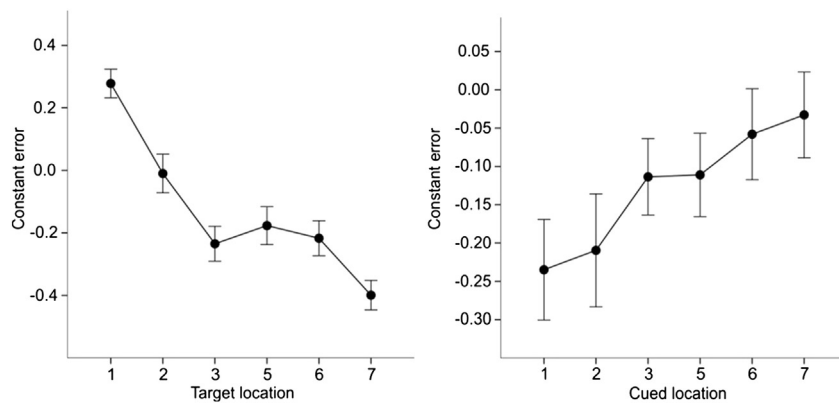 0.4
0.2
0.0
-0.2
-0.4
Constant error
1 2 3 5 6 7
Target location
0.05
0.00
-0.05
-0.10
-0.15
-0.20
-0.25
-0.30
Constant error
1 2 3 5 6 7
Cued location